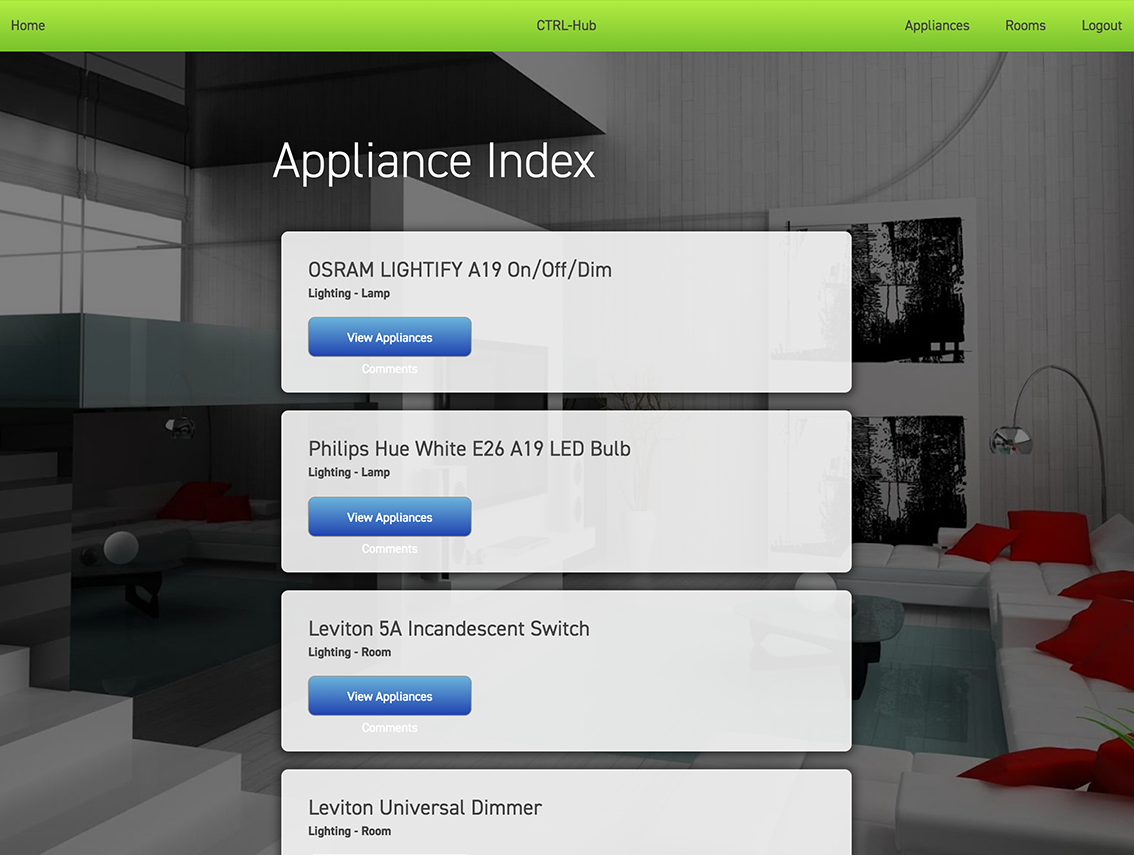 Home
CTRL-Hub
Appliances
Rooms
Logout
Appliance Index
OSRAM LIGHTIFY A19 On/Off/Dim
Lighting - Lamp
View Appliances
Comments
Philips Hue White E26 A19 LED Bulb
Lighting - Lamp
View Appliances
Comments
Leviton 5A Incandescent Switch
Lighting - Room
View Appliances
Comments
Leviton Universal Dimmer
Lighting - Room